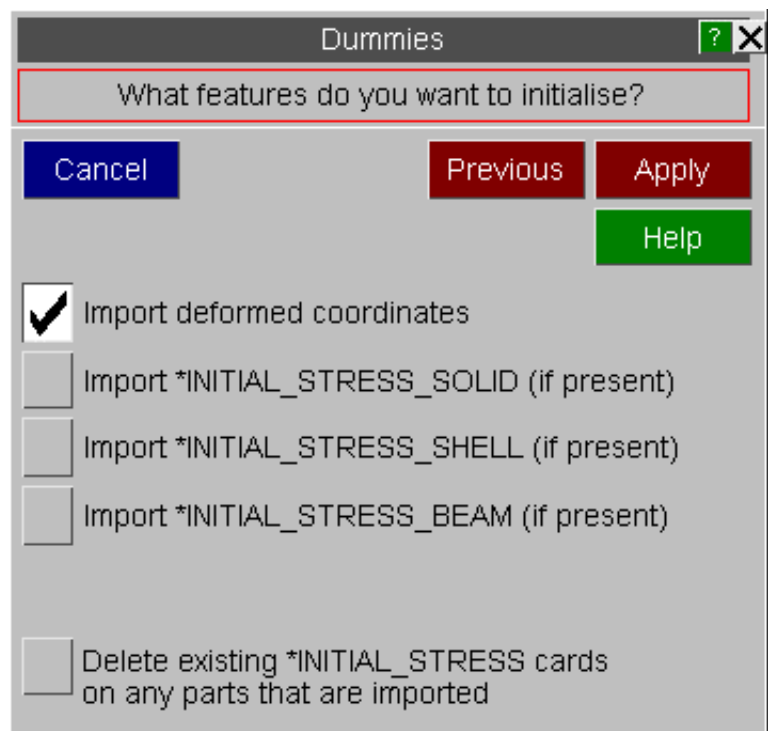 Dummies ?
What features do you want to initialise?
Cancel Previous Apply
Help
Import deformed coordinates
Import *INITIAL_STRESS_SOLID (if present)
Import *INITIAL_STRESS_SHELL (if present)
Import *INITIAL_STRESS_BEAM (if present)
Delete existing *INITIAL_STRESS cards
on any parts that are imported